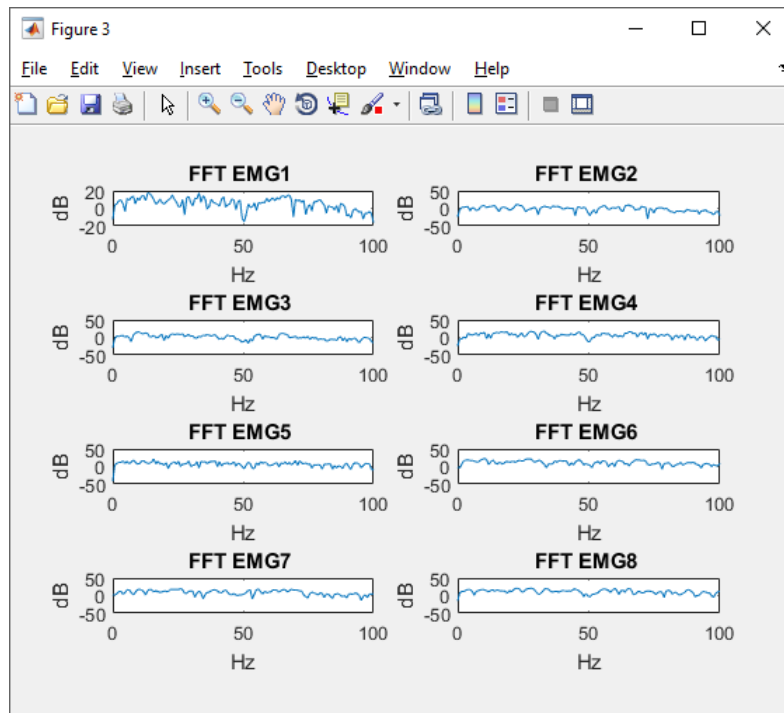 Figure 3
File Edit View Insert Tools Desktop Window Help
FFT EMG1
dB
20
0
-20
0 50 100
Hz
FFT EMG2
dB
50
0
-50
0 50 100
Hz
FFT EMG3
dB
50
0
-50
0 50 100
Hz
FFT EMG4
dB
50
0
-50
0 50 100
Hz
FFT EMG5
dB
50
0
-50
0 50 100
Hz
FFT EMG6
dB
50
0
-50
0 50 100
Hz
FFT EMG7
dB
50
0
-50
0 50 100
Hz
FFT EMG8
dB
50
0
-50
0 50 100
Hz